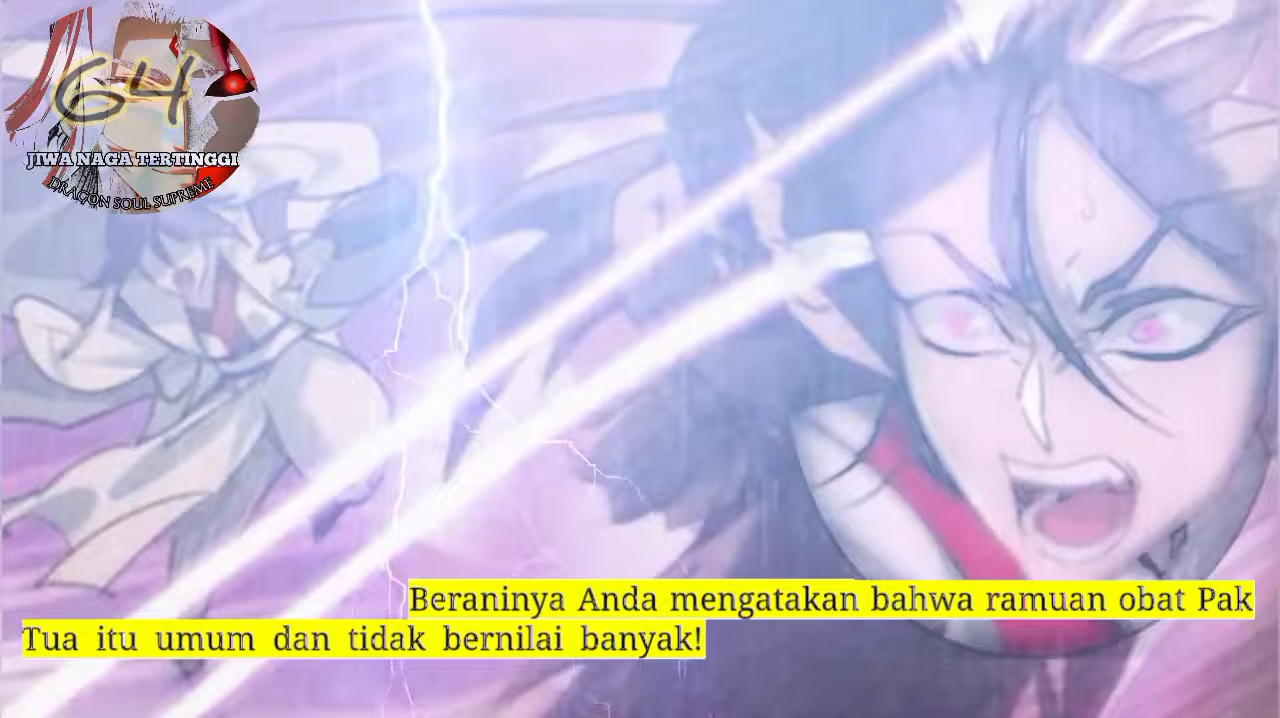 64
JIWA NAGA TERTINGGI
DRAGON SOUL SUPREME
Beraninya Anda mengatakan bahwa ramuan obat Pak
Tua itu umum dan tidak bernilai banyak!